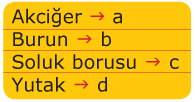 Akciğer → a
Burun → b
Soluk borusu → c
Yutak → d